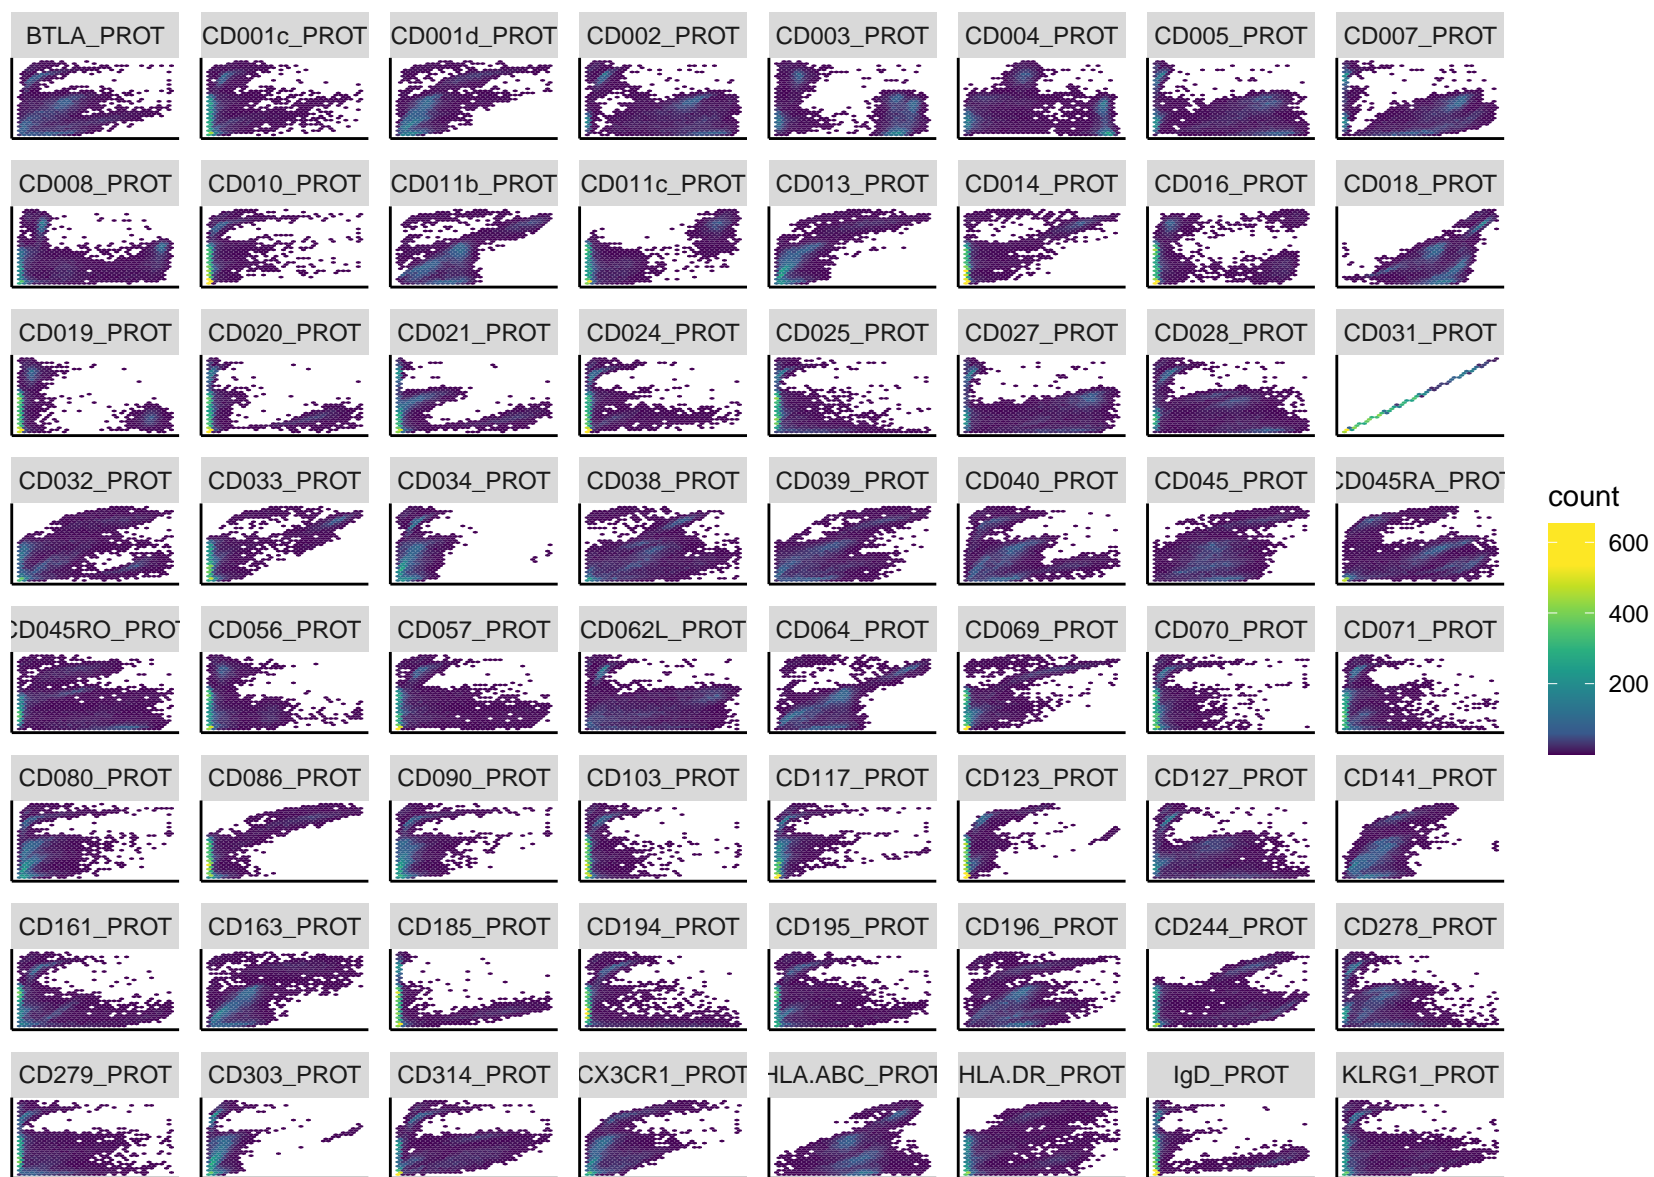 BTLA_PROT CD001c_PROT CD001d_PROT CD002_PROT CD003_PROT CD004_PROT CD005_PROT CD007_PROT
CD008_PROT CD010_PROT CD011b_PROT CD011c_PROT CD013_PROT CD014_PROT CD016_PROT CD018_PROT
CD019_PROT CD020_PROT CD021_PROT CD024_PROT CD025_PROT CD027_PROT CD028_PROT CD031_PROT
CD032_PROT CD033_PROT CD034_PROT CD038_PROT CD039_PROT CD040_PROT CD045_PROT CD045RA_PROT
CD045RO_PROT CD056_PROT CD057_PROT CD062L_PROT CD064_PROT CD069_PROT CD070_PROT CD071_PROT
CD080_PROT CD086_PROT CD090_PROT CD103_PROT CD117_PROT CD123_PROT CD127_PROT CD141_PROT
CD161_PROT CD163_PROT CD185_PROT CD194_PROT CD195_PROT CD196_PROT CD244_PROT CD278_PROT
CD279_PROT CD303_PROT CD314_PROT CX3CR1_PROT HLA.ABC_PROT HLA.DR_PROT IgD_PROT KLRG1_PROT
count
600
400
200